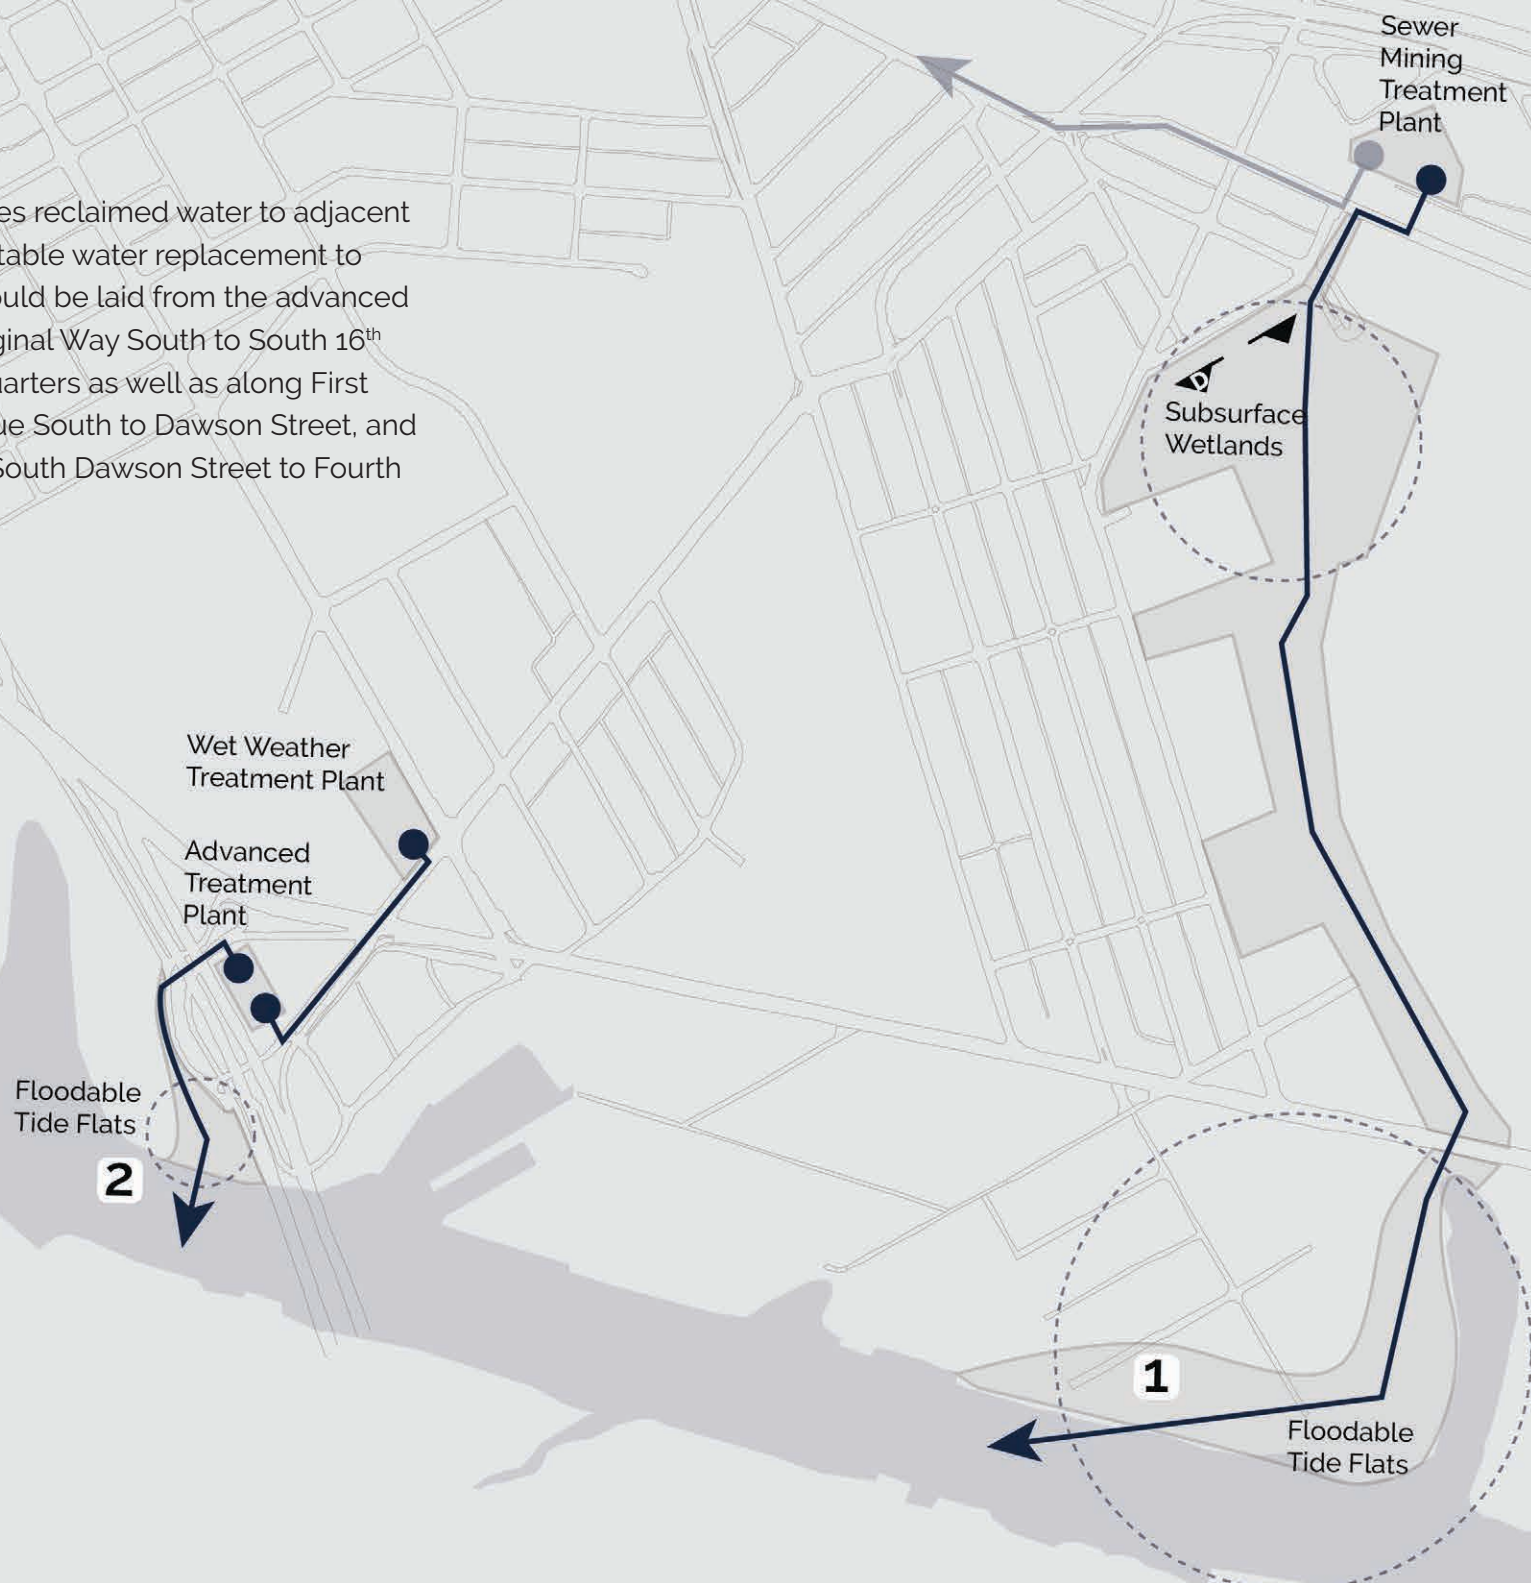 Sewer
Mining
Treatment
Plant
es reclaimed water to adjacent
table water replacement to
ould be laid from the advanced
ginal Way South to South 16th
uarters as well as along First
ue South to Dawson Street, and
South Dawson Street to Fourth
D
Subsurface
Wetlands
Wet Weather
Treatment Plant
Advanced
Treatment
Plant
Floodable
Tide Flats
2
1
Floodable
Tide Flats